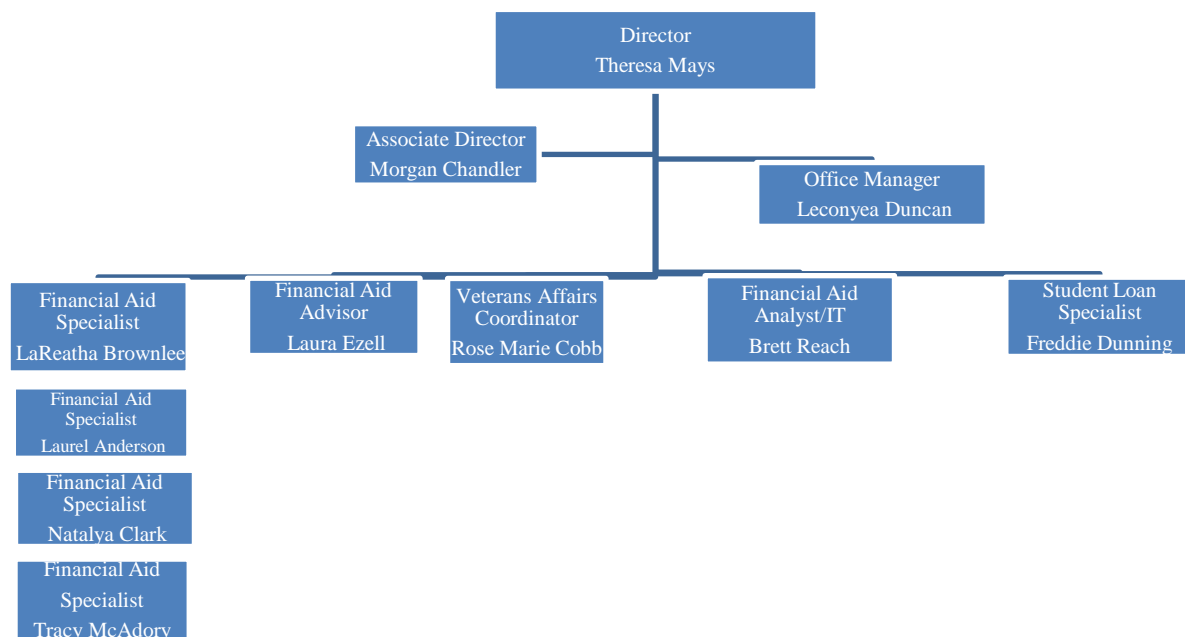 Director
Theresa Mays
Associate Director
Morgan Chandler
Office Manager
Leconyea Duncan
Financial Aid
Specialist
LaReatha Brownlee
Financial Aid
Advisor
Laura Ezell
Veterans Affairs
Coordinator
Rose Marie Cobb
Financial Aid
Analyst/IT
Brett Reach
Student Loan
Specialist
Freddie Dunning
Financial Aid
Specialist
Laurel Anderson
Financial Aid
Specialist
Natalya Clark
Financial Aid
Specialist
Tracy McAdory